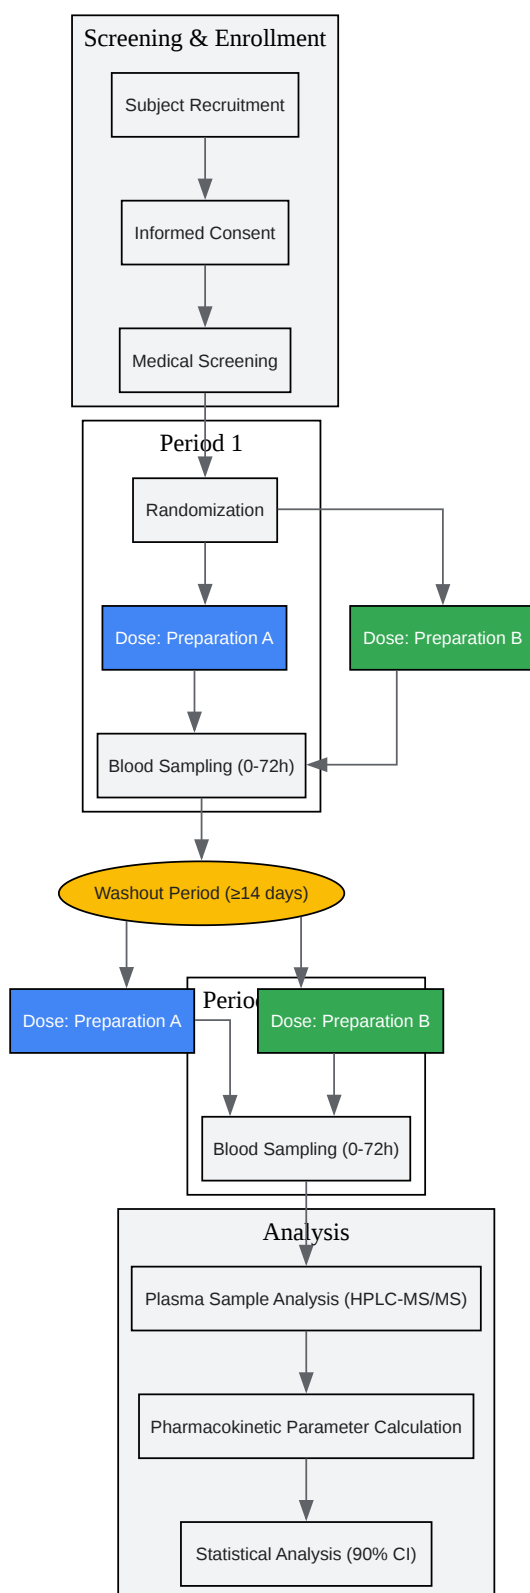 Screening & Enrollment
Subject Recruitment
Informed Consent
Medical Screening
Period 1
Randomization
Dose: Preparation A
Dose: Preparation B
Blood Sampling (0-72h)
Washout Period (≥14 days)
Dose: Preparation A
Period
Dose: Preparation B
Blood Sampling (0-72h)
Analysis
Plasma Sample Analysis (HPLC-MS/MS)
Pharmacokinetic Parameter Calculation
Statistical Analysis (90% CI)